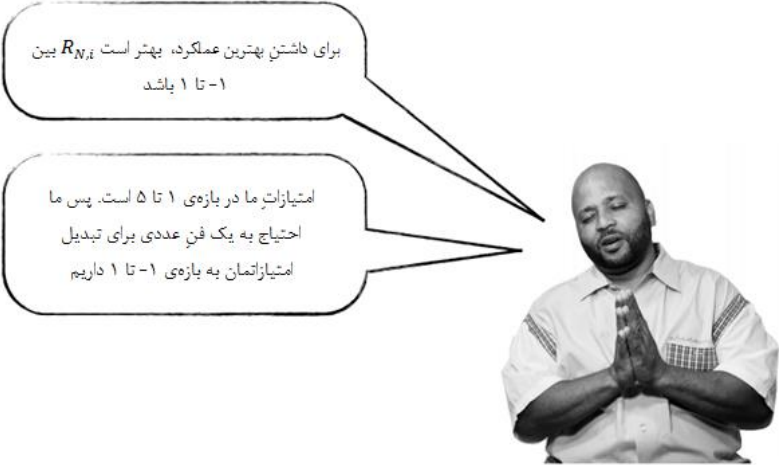 برای داشتنِ بهترین عملکرد، بهتر است R_{N,i} بین
۱- تا ۱ باشد
امتیازاتِ ما در بازه‌ی ۱ تا ۵ است. پس ما
احتیاج به یک فنِ عددی برای تبدیل
امتیازاتمان به بازه‌ی ۱- تا ۱ داریم